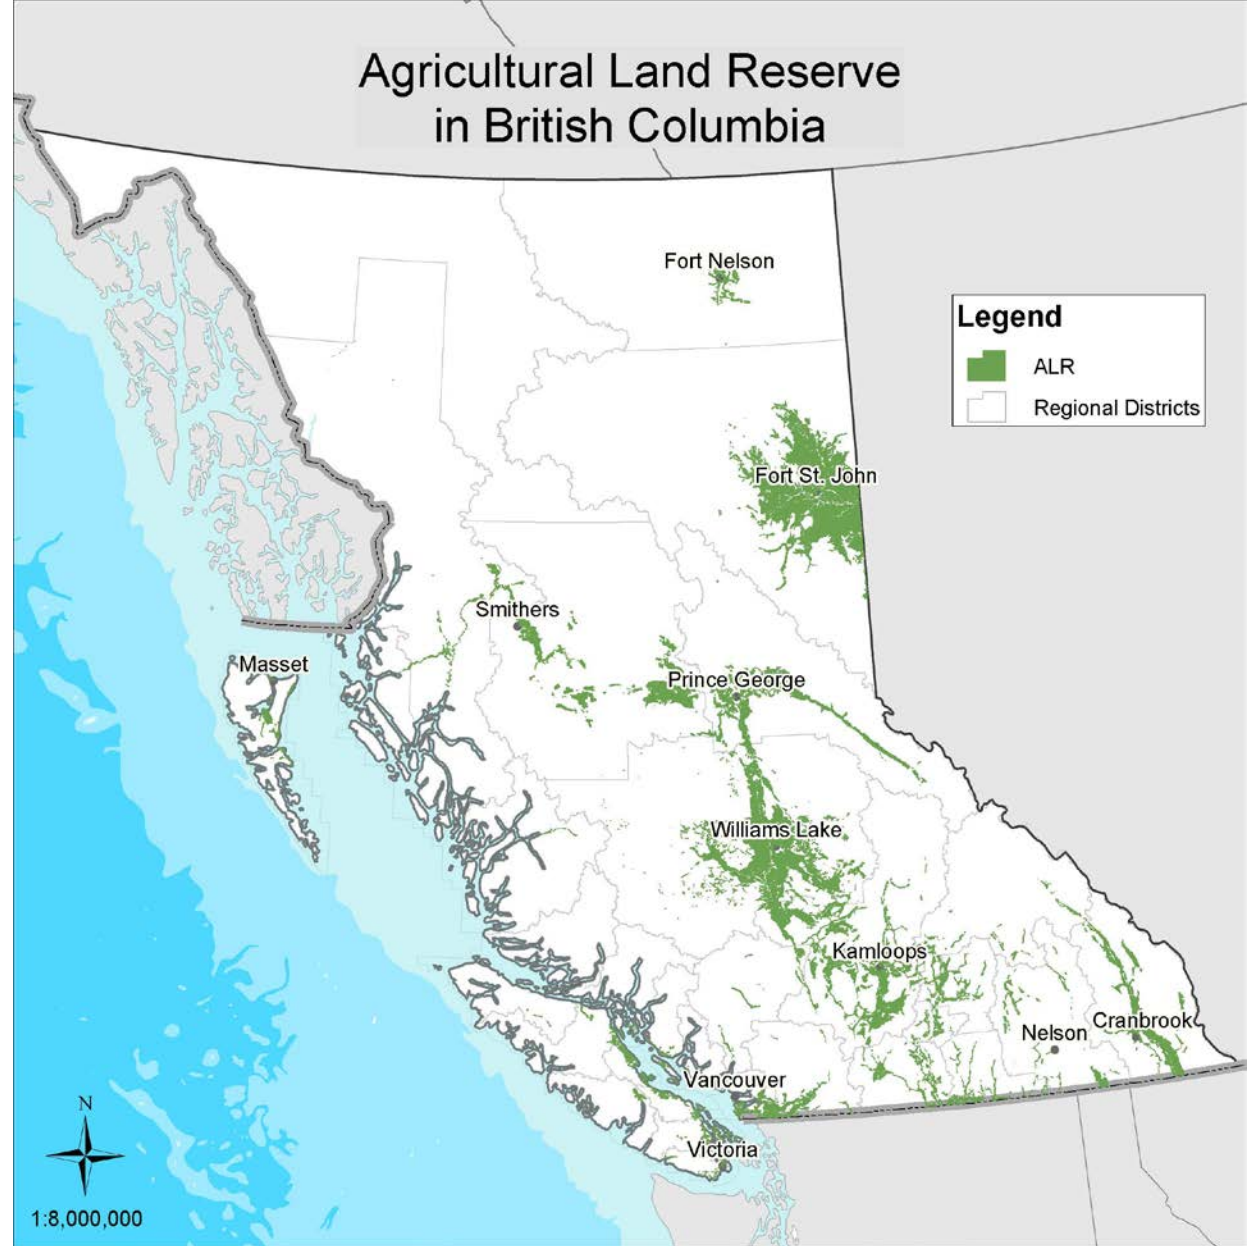 Agricultural Land Reserve
in British Columbia
Fort Nelson
Legend
ALR
Regional Districts
Fort St. John
Smithers
Masset
Prince George
Williams Lake
Kamloops
Cranbrook
Nelson
Vancouver
Victoria
N
1:8,000,000